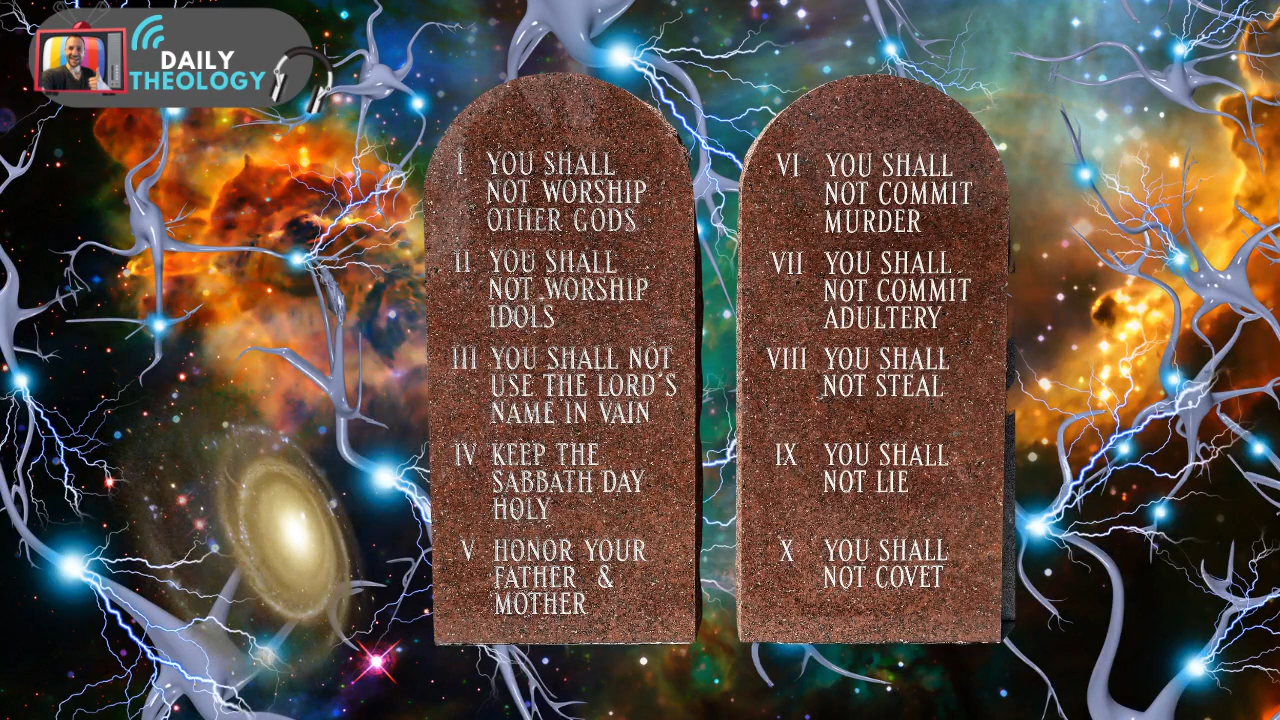 DAILY
THEOLOGY
I YOU SHALL
NOT WORSHIP
OTHER GODS
II YOU SHALL
NOT WORSHIP
IDOLS
III YOU SHALL NOT
USE THE LORD'S
NAME IN VAIN
IV KEEP THE
SABBATH DAY
HOLY
V HONOR YOUR
FATHER &
MOTHER
VI YOU SHALL
NOT COMMIT
MURDER
VII YOU SHALL
NOT COMMIT
ADULTERY
VIII YOU SHALL
NOT STEAL
IX YOU SHALL
NOT LIE
X YOU SHALL
NOT COVET